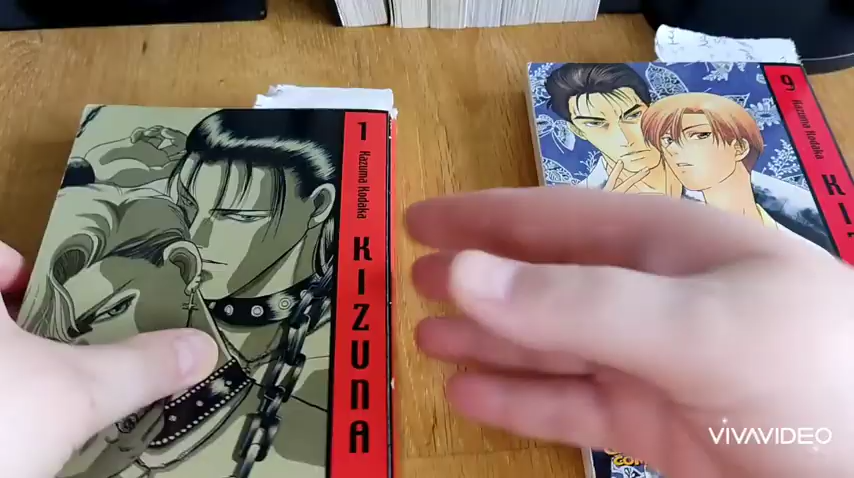 1
Kazuma Kodaka
KIZUNA
9
Kazuma Kodaka
KI
VIVAVIDEO